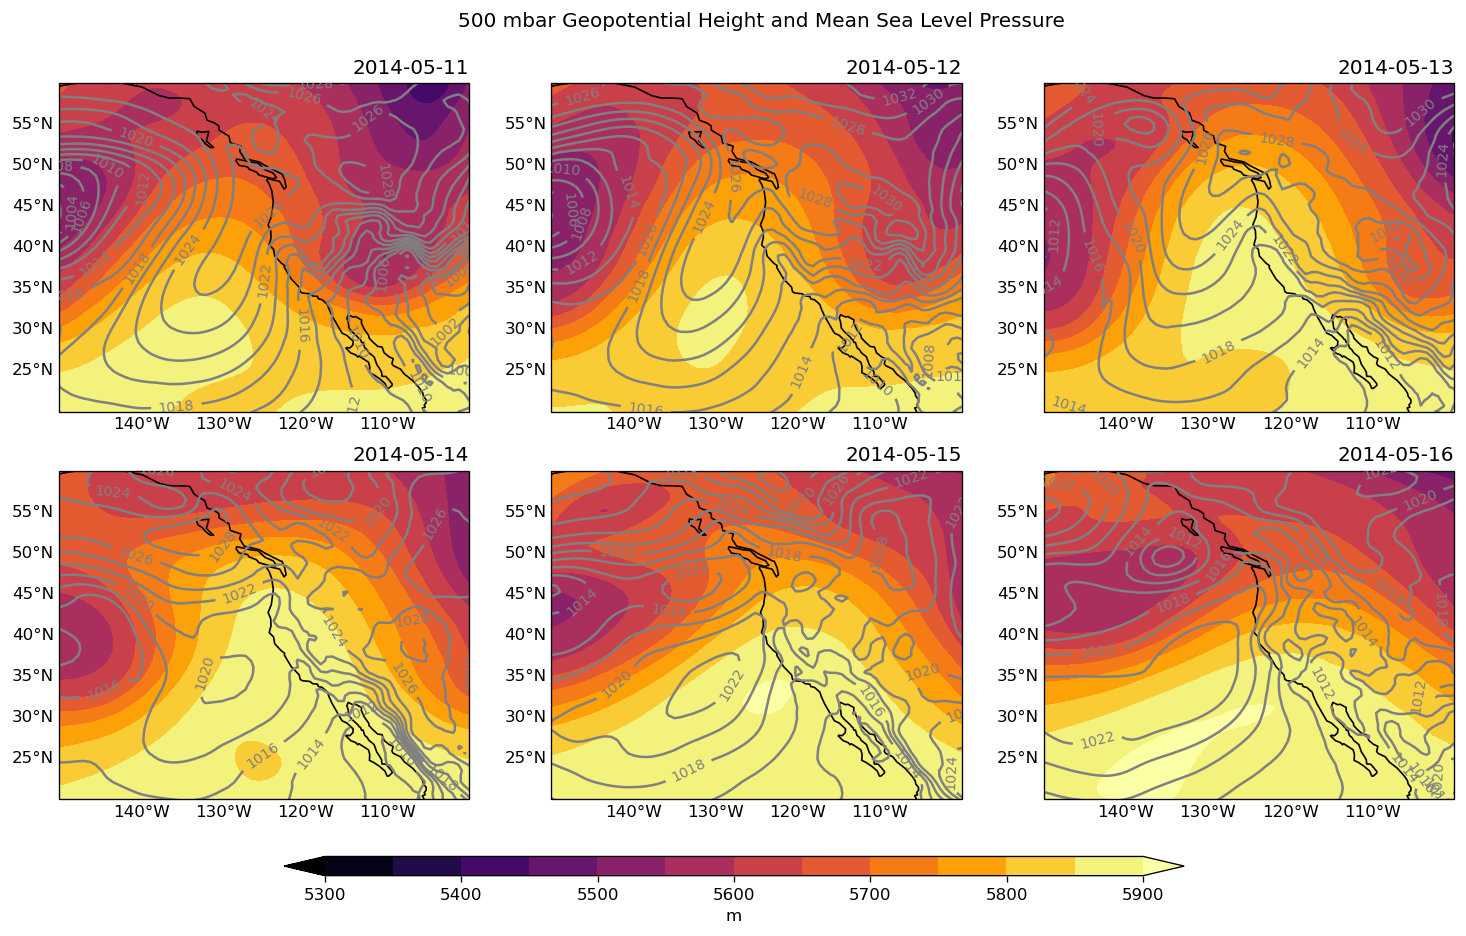 500 mbar Geopotential Height and Mean Sea Level Pressure
2014-05-11
2014-05-12
2014-05-13
55°N
50°N
45°N
40°N
35°N
30°N
25°N
140°W 130°W 120°W 110°W
1028
1026
1026
1020
1010
1012
1004
1006
1028
1024
1018
1022
1016
1002
1018
55°N
50°N
45°N
40°N
35°N
30°N
25°N
140°W 130°W 120°W 110°W
1026
1032
1030
1028
1010
1014
1026
1028
1030
1008
1024
1012
1018
1022
1014
1008
1016
55°N
50°N
45°N
40°N
35°N
30°N
25°N
140°W 130°W 120°W 110°W
1024
1020
1030
1028
1024
1012
1016
1020
1024
1022
1018
1014
1012
1014
2014-05-14
2014-05-15
2014-05-16
55°N
50°N
45°N
40°N
35°N
30°N
25°N
140°W 130°W 120°W 110°W
1024
1024
1020
1026
1022
1028
1026
1022
1020
1024
1026
1020
1026
1016
1016
1014
55°N
50°N
45°N
40°N
35°N
30°N
25°N
140°W 130°W 120°W 110°W
1022
1020
1026
1020
1018
1018
1014
1020
1020
1022
1016
1018
1024
55°N
50°N
45°N
40°N
35°N
30°N
25°N
140°W 130°W 120°W 110°W
1020
1014
1012
1016
1018
1014
1018
1012
1012
1022
1014
1020
5300 5400 5500 5600 5700 5800 5900
m